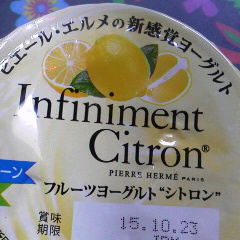 ピエール・エルメの新感覚ヨーグルト
Infiniment
Citron®
PIERRE HERMÉ PARIS
フルーツヨーグルト“シトロン”
賞味
期限
15.10.23